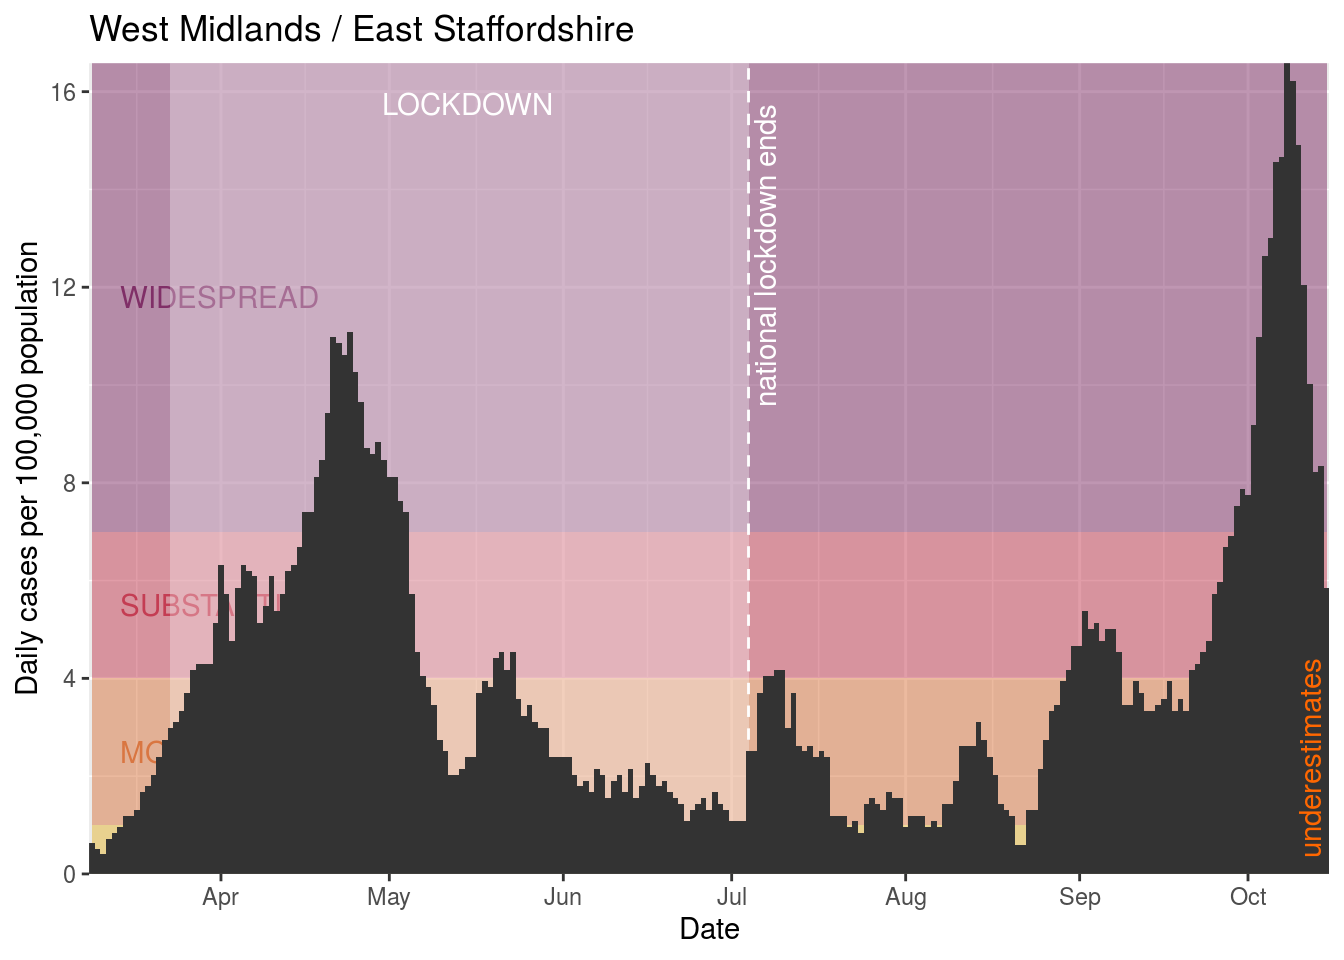 West Midlands / East Staffordshire
Daily cases per 100,000 population
16
12
8
4
0
LOCKDOWN
national lockdown ends
WIDESPREAD
underestimates
Apr
May
Jun
Jul
Aug
Sep
Oct
Date